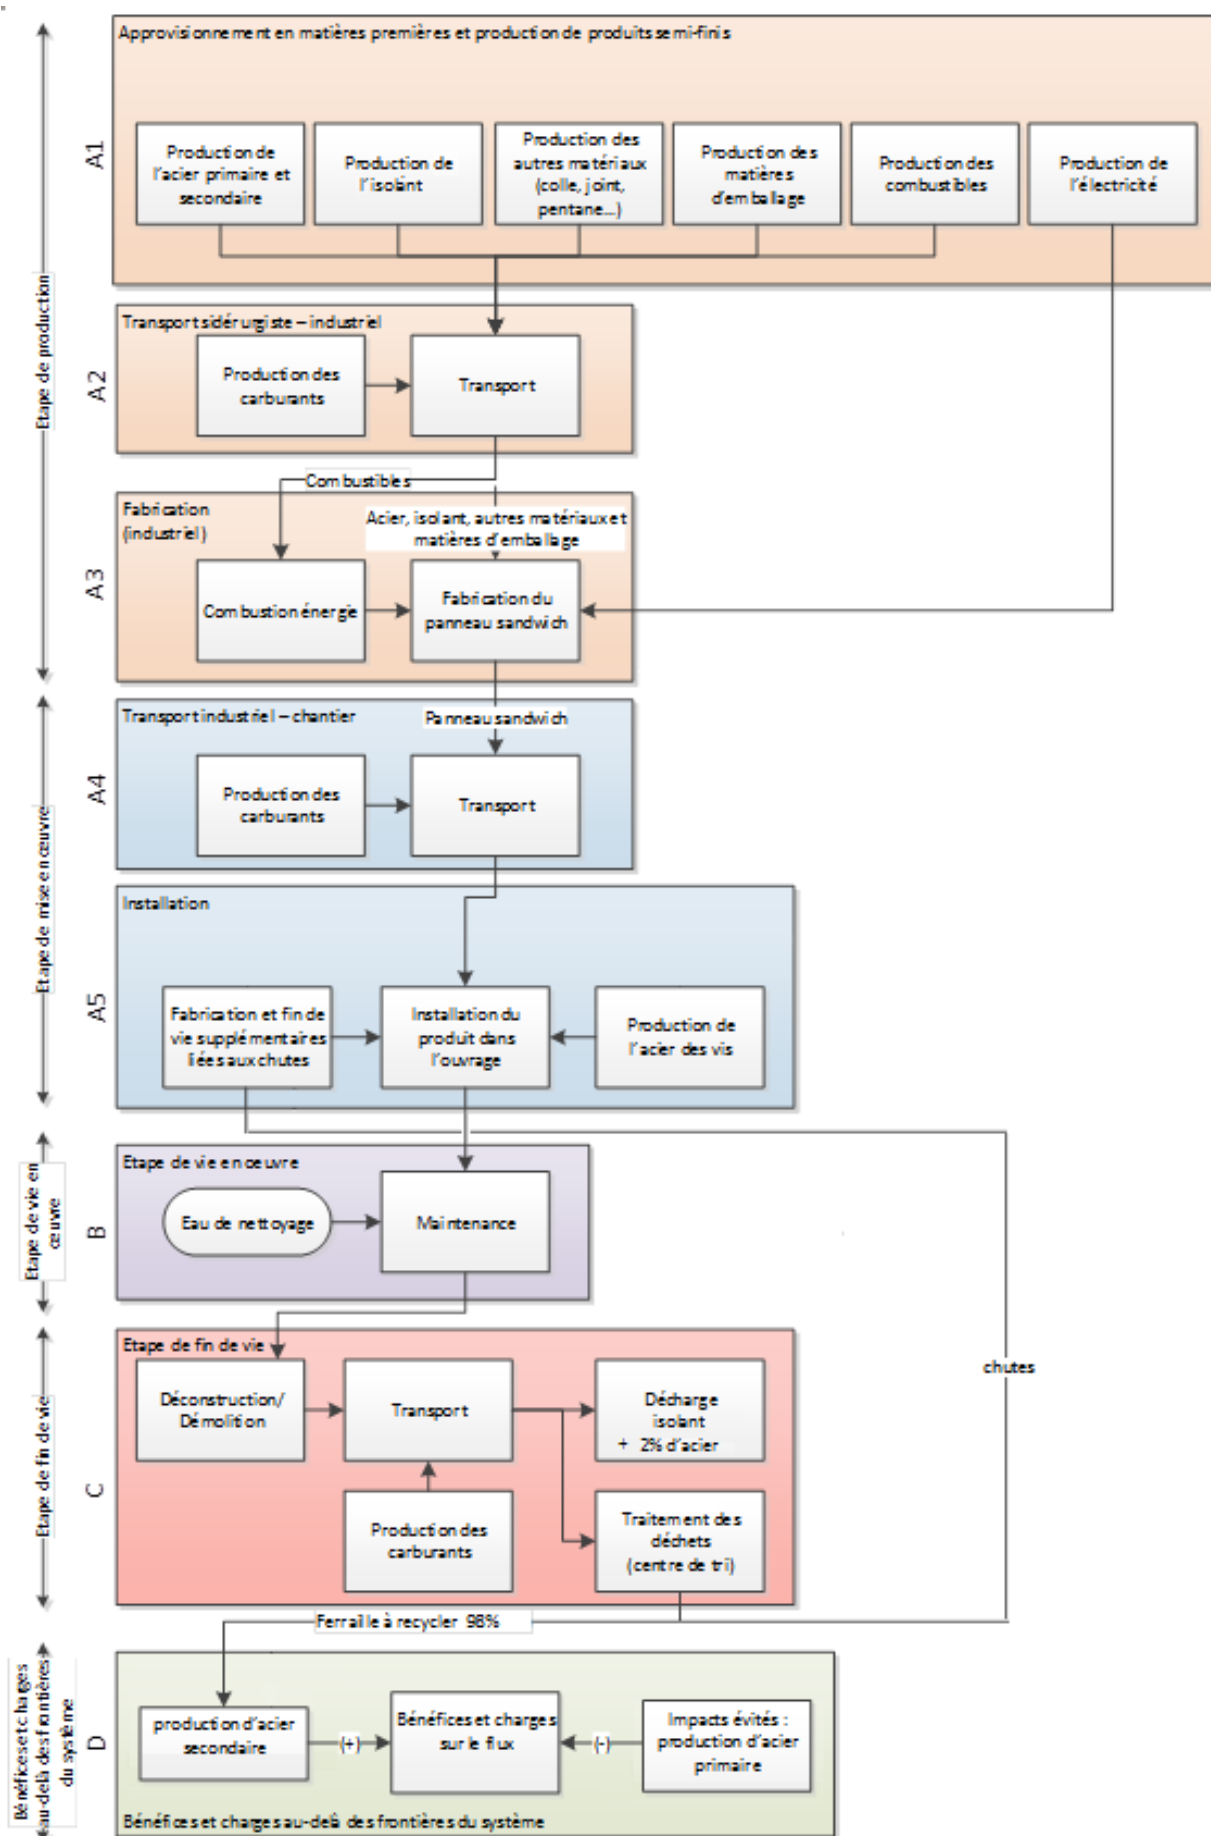 Approvisionnement en matières premières et production de produits semi-finis
A1
Production de
l'acier primaire et
secondaire
Production de
l'isolant
Production des
autres matériaux
(colle, joint,
pentane...)
Production des
matières
d'emballage
Production des
combustibles
Production de
l'électricité
Etape de production
Transport sidérurgiste – industriel
A2
Production des
carburants
Transport
Combustibles
Fabrication
(industriel)
Acier, isolant, autres matériaux et
matières d'emballage
A3
Combustion énergie
Fabrication du
panneau sandwich
Transport industriel – chantier
Panneau sandwich
A4
Production des
carburants
Transport
Etape de mise en œuvre
Installation
A5
Fabrication et fin de
vie supplémentaires
liées aux chutes
Installation du
produit dans
l'ouvrage
Production de
l'acier des vis
Etape de vie en
œuvre
B
Etape de vie en oeuvre
Eau de nettoyage
Maintenance
Etape de fin de vie
C
Etape de fin de vie
Déconstruction/
Démolition
Transport
Décharge
isolant
+ 2% d'acier
chutes
Production des
carburants
Traitement des
déchets
(centre de tri)
Ferraille à recycler 98%
Bénéfices et charges
au-delà des frontières
du système
D
production d'acier
secondaire
(+)
Bénéfices et charges
sur le flux
(-)
Impacts évités :
production d'acier
primaire
Bénéfices et charges au-delà des frontières du système